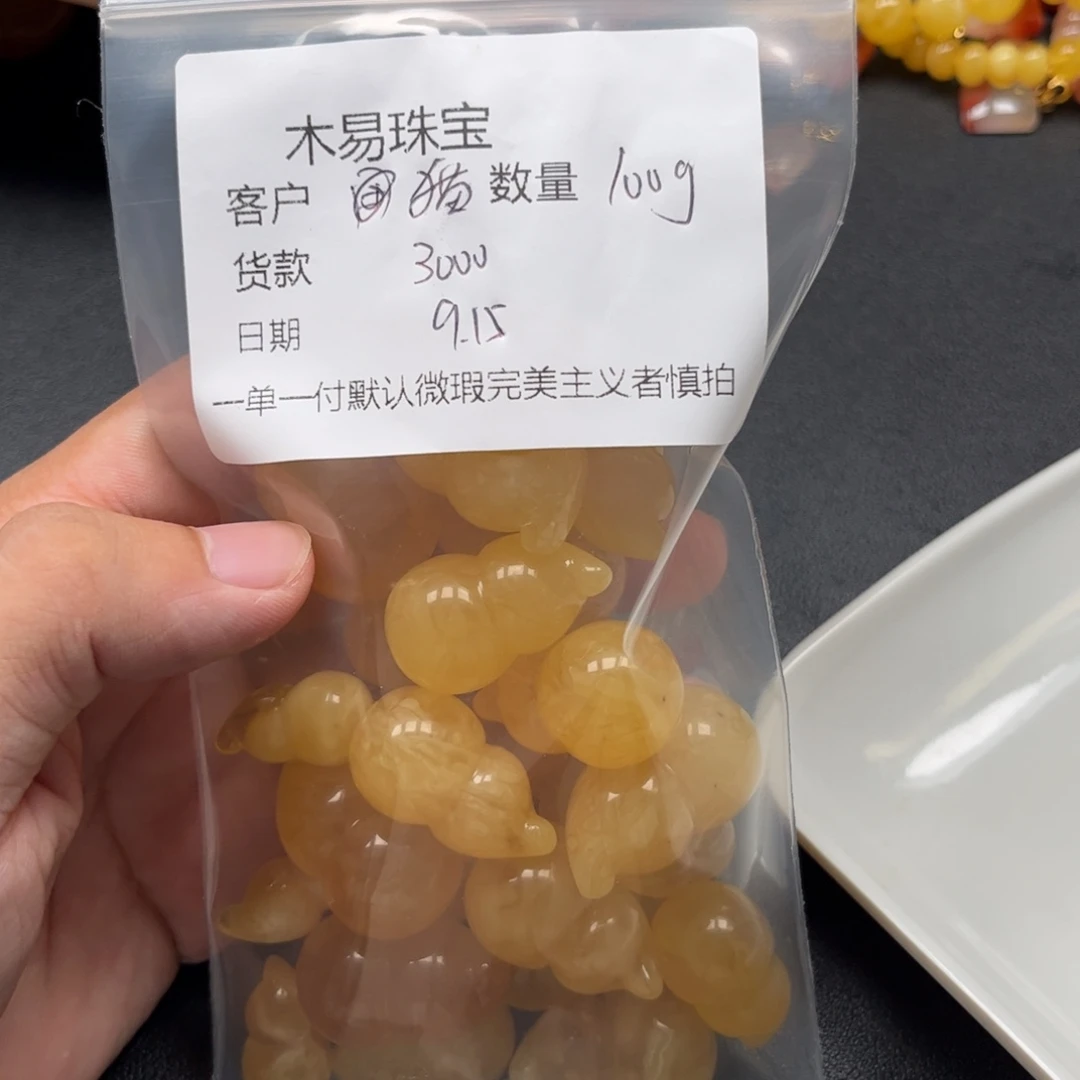 木易珠宝
客户 猫 数量 100g
货款 3000
日期 9.15
一单一付默认微瑕完美主义者慎拍